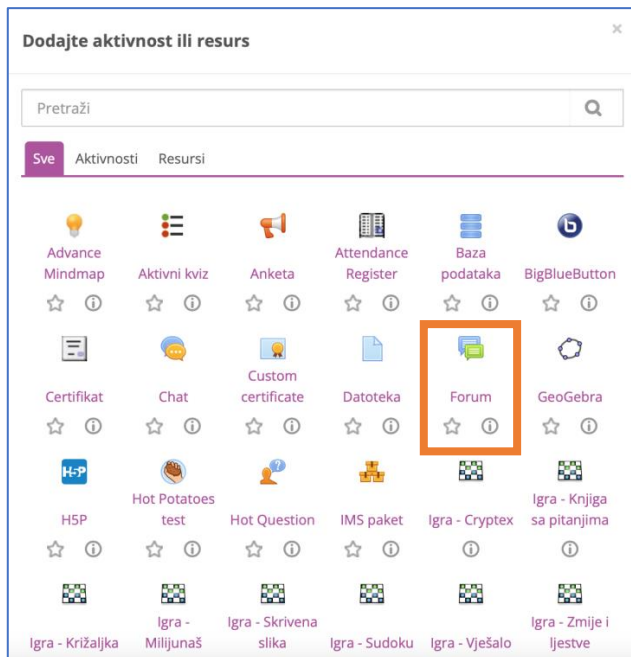 Dodajte aktivnost ili resurs
×
Pretraži
Sve Aktivnosti Resursi
Advance Mindmap
Aktivni kviz
Anketa
Attendance Register
Baza podataka
BigBlueButton
Certifikat
Chat
Custom certificate
Datoteka
Forum
GeoGebra
H5P
H5P
Hot Potatoes test
Hot Question
IMS paket
Igra - Cryptex
Igra - Knjiga sa pitanjima
Igra - Križaljka
Igra - Milijunaš
Igra - Skrivena slika
Igra - Sudoku
Igra - Vješalo
Igra - Zmije i ljestve